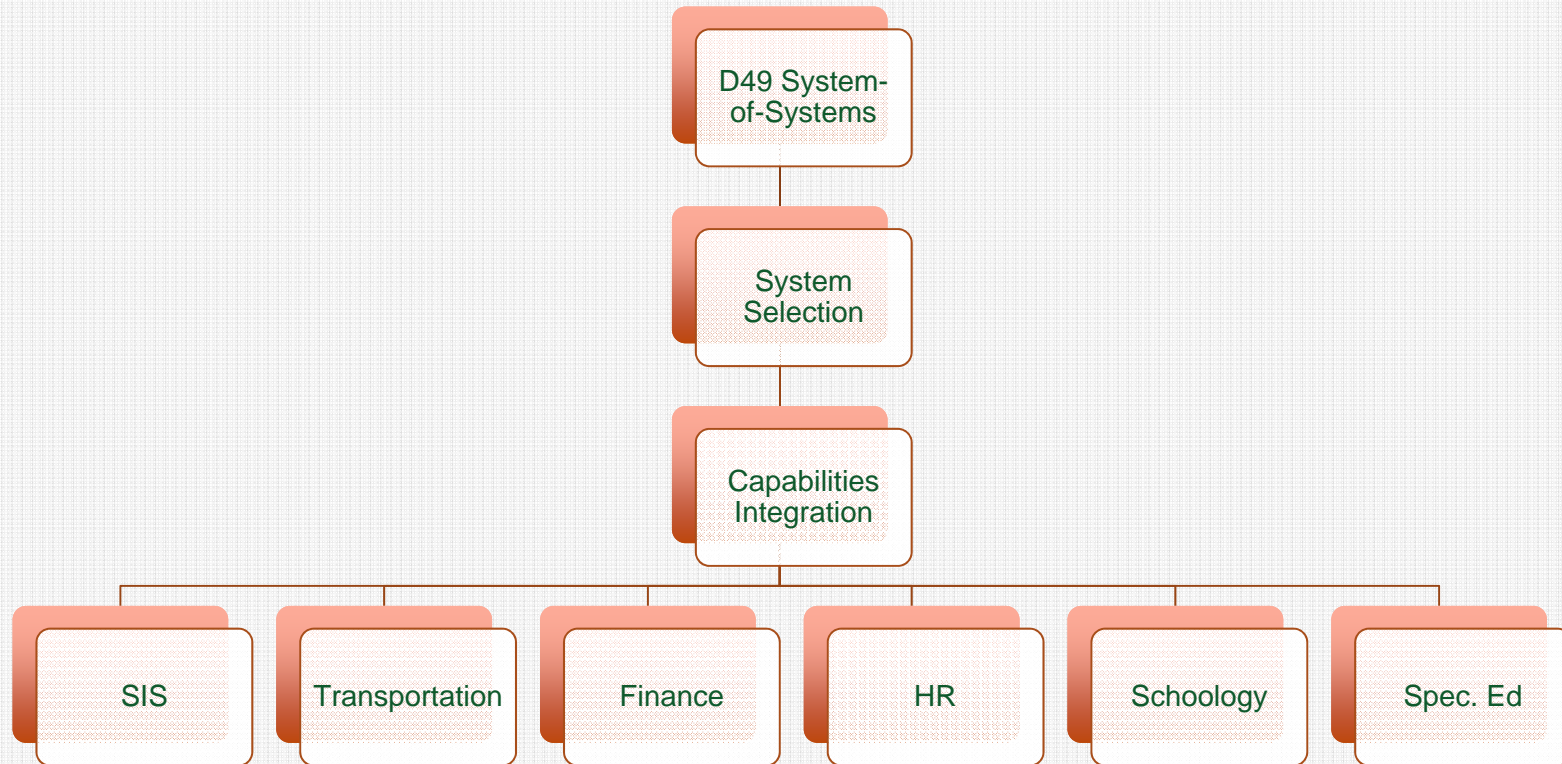 D49 System-
of-Systems
System
Selection
Capabilities
Integration
SIS
Transportation
Finance
HR
Schoology
Spec. Ed